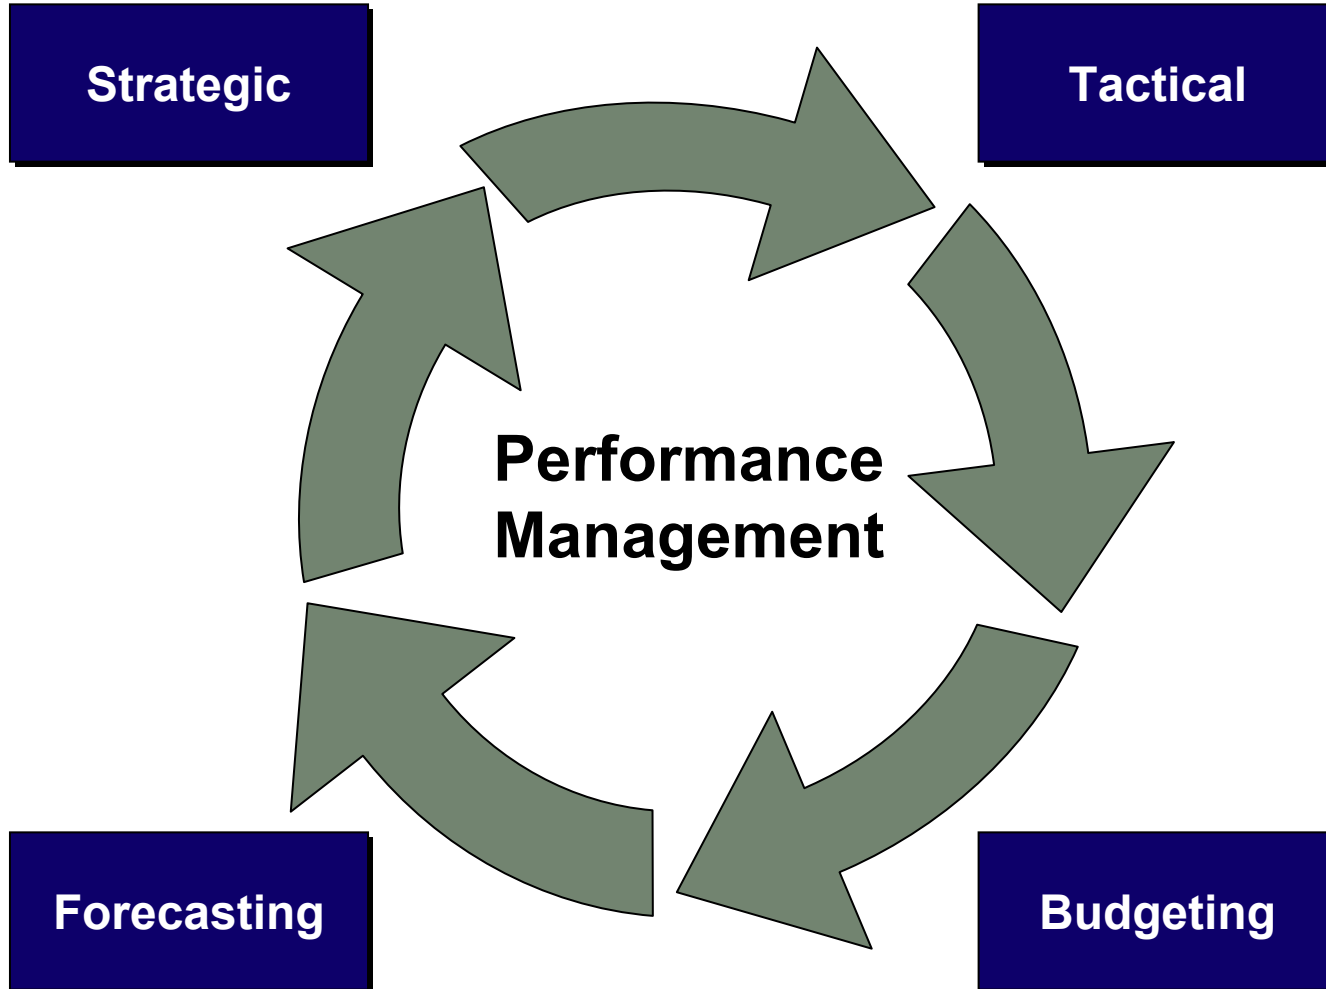 Strategic
Tactical
Performance
Management
Forecasting
Budgeting